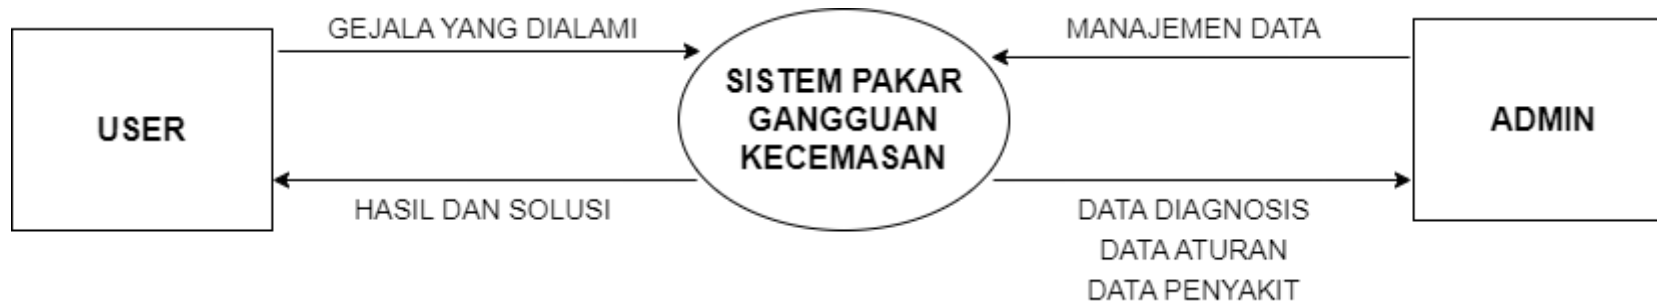 GEJALA YANG DIALAMI
MANAJEMEN DATA
USER
SISTEM PAKAR
GANGGUAN
KECEMASAN
ADMIN
HASIL DAN SOLUSI
DATA DIAGNOSIS
DATA ATURAN
DATA PENYAKIT